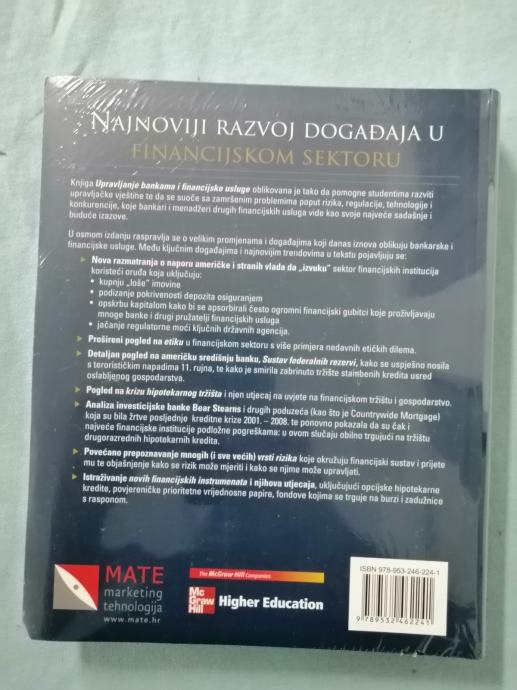 NAJNOVIJI RAZVOJ DOGAĐAJA U
FINANCIJSKOM SEKTORU
Knjiga Upravljanje bankama i financijske usluge oblikovana je tako da pomogne studentima razviti
upravljačke vještine te da se suoče sa zamršenim problemima poput rizika, regulacije, tehnologije i
konkurencije, koje bankari i menadžeri drugih financijskih usluga vide kao svoje najveće sadašnje i
buduće izazove.
U osmom izdanju raspravlja se o velikim promjenama i događajima koji danas iznova oblikuju bankarske i
financijske usluge. Među ključnim događajima i najnovijim trendovima u tekstu pojavljuju se:
▸ Nova razmatranja o naporu američke i stranih vlada da „izvuku” sektor financijskih institucija
koristeći oruđa koja uključuju:
• kupnju „loše” imovine
• podizanje pokrivenosti depozita osiguranjem
• opskrbu kapitalom kako bi se apsorbirali često ogromni financijski gubitci koje proživljavaju
mnoge banke i drugi pružatelji financijskih usluga
• jačanje regulatorne moći ključnih državnih agencija.
▸ Prošireni pogled na etiku u financijskom sektoru s više primjera nedavnih etičkih dilema.
▸ Detaljan pogled na američku središnju banku, Sustav federalnih rezervi, kako se uspješno nosila
s terorističkim napadima 11. rujna, te kako je smirila zabrinuto tržište stambenih kredita usred
oslabljenog gospodarstva.
▸ Pogled na krizu hipotekarnog tržišta i njen utjecaj na uvjete na financijskom tržištu i gospodarstvo.
▸ Analiza investicijske banke Bear Stearns i drugih poduzeća (kao što je Countrywide Mortgage)
koja su bila žrtve posljednje kreditne krize 2001. – 2008. te ponovno pokazala da su čak i
najveće financijske institucije podložne pogreškama: u ovom slučaju obilno trgujući na tržištu
drugorazrednih hipotekarnih kredita.
▸ Povećano prepoznavanje mnogih (i sve većih) vrsti rizika koje okružuju financijski sustav i prijete
mu te objašnjenje kako se rizik može mjeriti i kako se njime može upravljati.
▸ Istraživanje novih financijskih instrumenata i njihova utjecaja, uključujući opcijske hipotekarne
kredite, povjereničke prioritetne vrijednosne papire, fondove kojima se trguje na burzi i zadužnice
s rasponom.
MATE
marketing
tehnologija
www.mate.hr
The McGraw·Hill Companies
Mc
Graw
Hill
Higher Education
ISBN 978-953-246-224-1
9 789532 462241